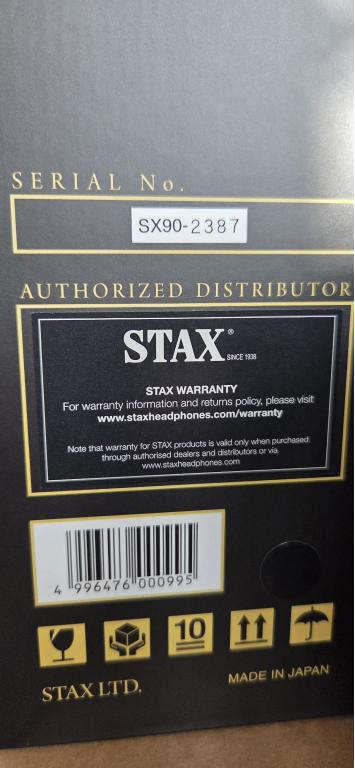 SERIAL No.
SX90-2387
AUTHORIZED DISTRIBUTOR
STAX®
SINCE 1938
STAX WARRANTY
For warranty information and returns policy, please visit
www.staxheadphones.com/warranty
Note that warranty for STAX products is valid only when purchased
through authorised dealers and distributors or via
www.staxheadphones.com
4 996476 000995
10
STAX LTD.
MADE IN JAPAN